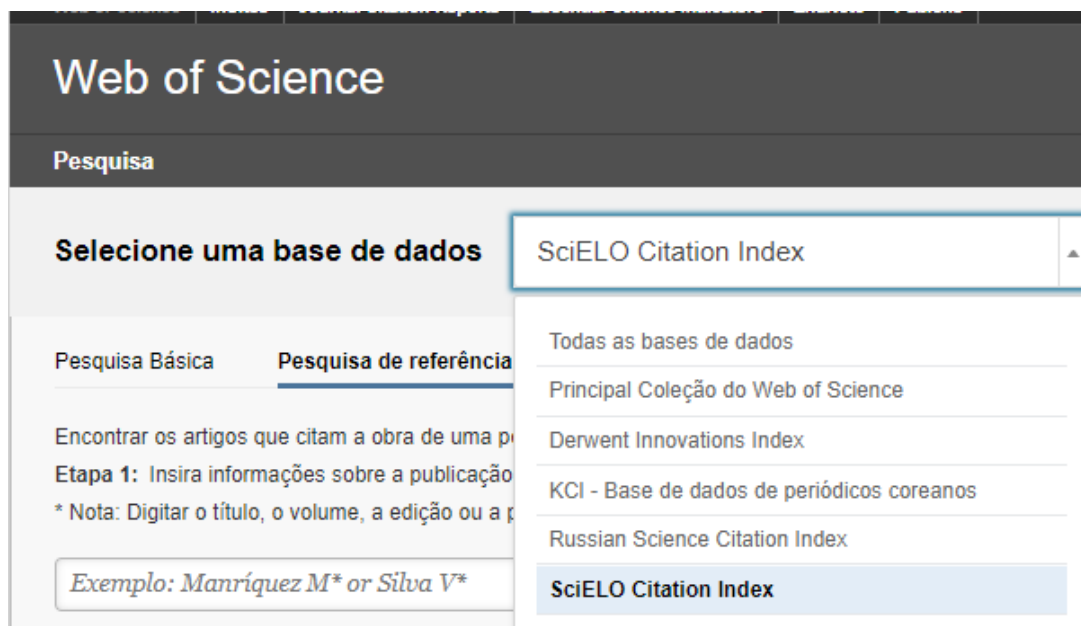 Web of Science
Pesquisa
Selecione uma base de dados
SciELO Citation Index
Todas as bases de dados
Principal Coleção do Web of Science
Derwent Innovations Index
KCI - Base de dados de periódicos coreanos
Russian Science Citation Index
SciELO Citation Index
Pesquisa Básica
Pesquisa de referência
Encontrar os artigos que citam a obra de uma
Etapa 1: Insira informações sobre a publicação
* Nota: Digitar o título, o volume, a edição ou a
Exemplo: Manríquez M* or Silva V*